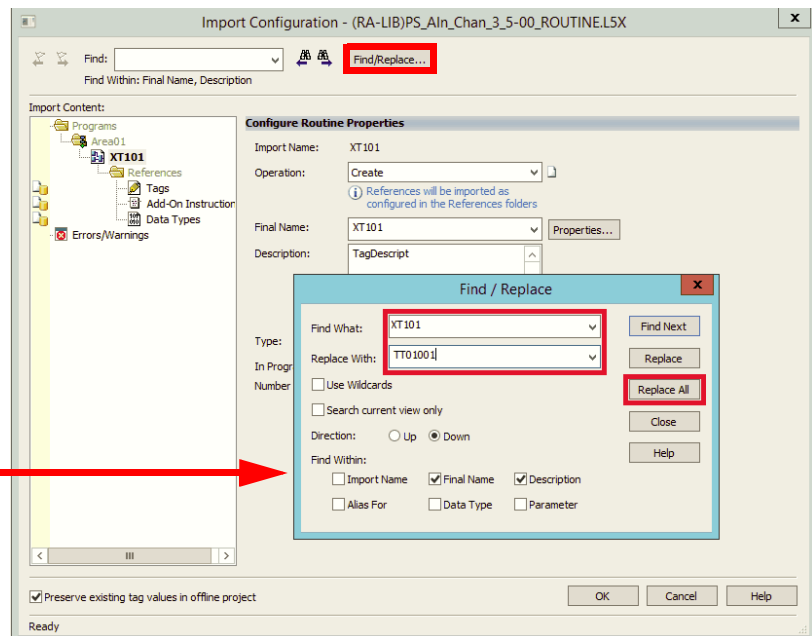 Import Configuration - (RA-LIB)PS_AIn_Chan_3_5-00_ROUTINE.L5X
x
Find:
Find/Replace...
Find Within: Final Name, Description
Import Content:
Programs
Area01
XT101
References
Tags
Add-On Instruction
Data Types
Errors/Warnings
Configure Routine Properties
Import Name: XT101
Operation: Create
References will be imported as
configured in the References folders
Final Name: XT101 Properties...
Description: TagDescript
Type:
In Progr
Number
Find / Replace
x
Find What: XT101 Find Next
Replace With: TT01001 Replace
Use Wildcards Replace All
Search current view only
Close
Direction: Up Down
Help
Find Within:
Import Name Final Name Description
Alias For Data Type Parameter
Preserve existing tag values in offline project
OK Cancel Help
Ready